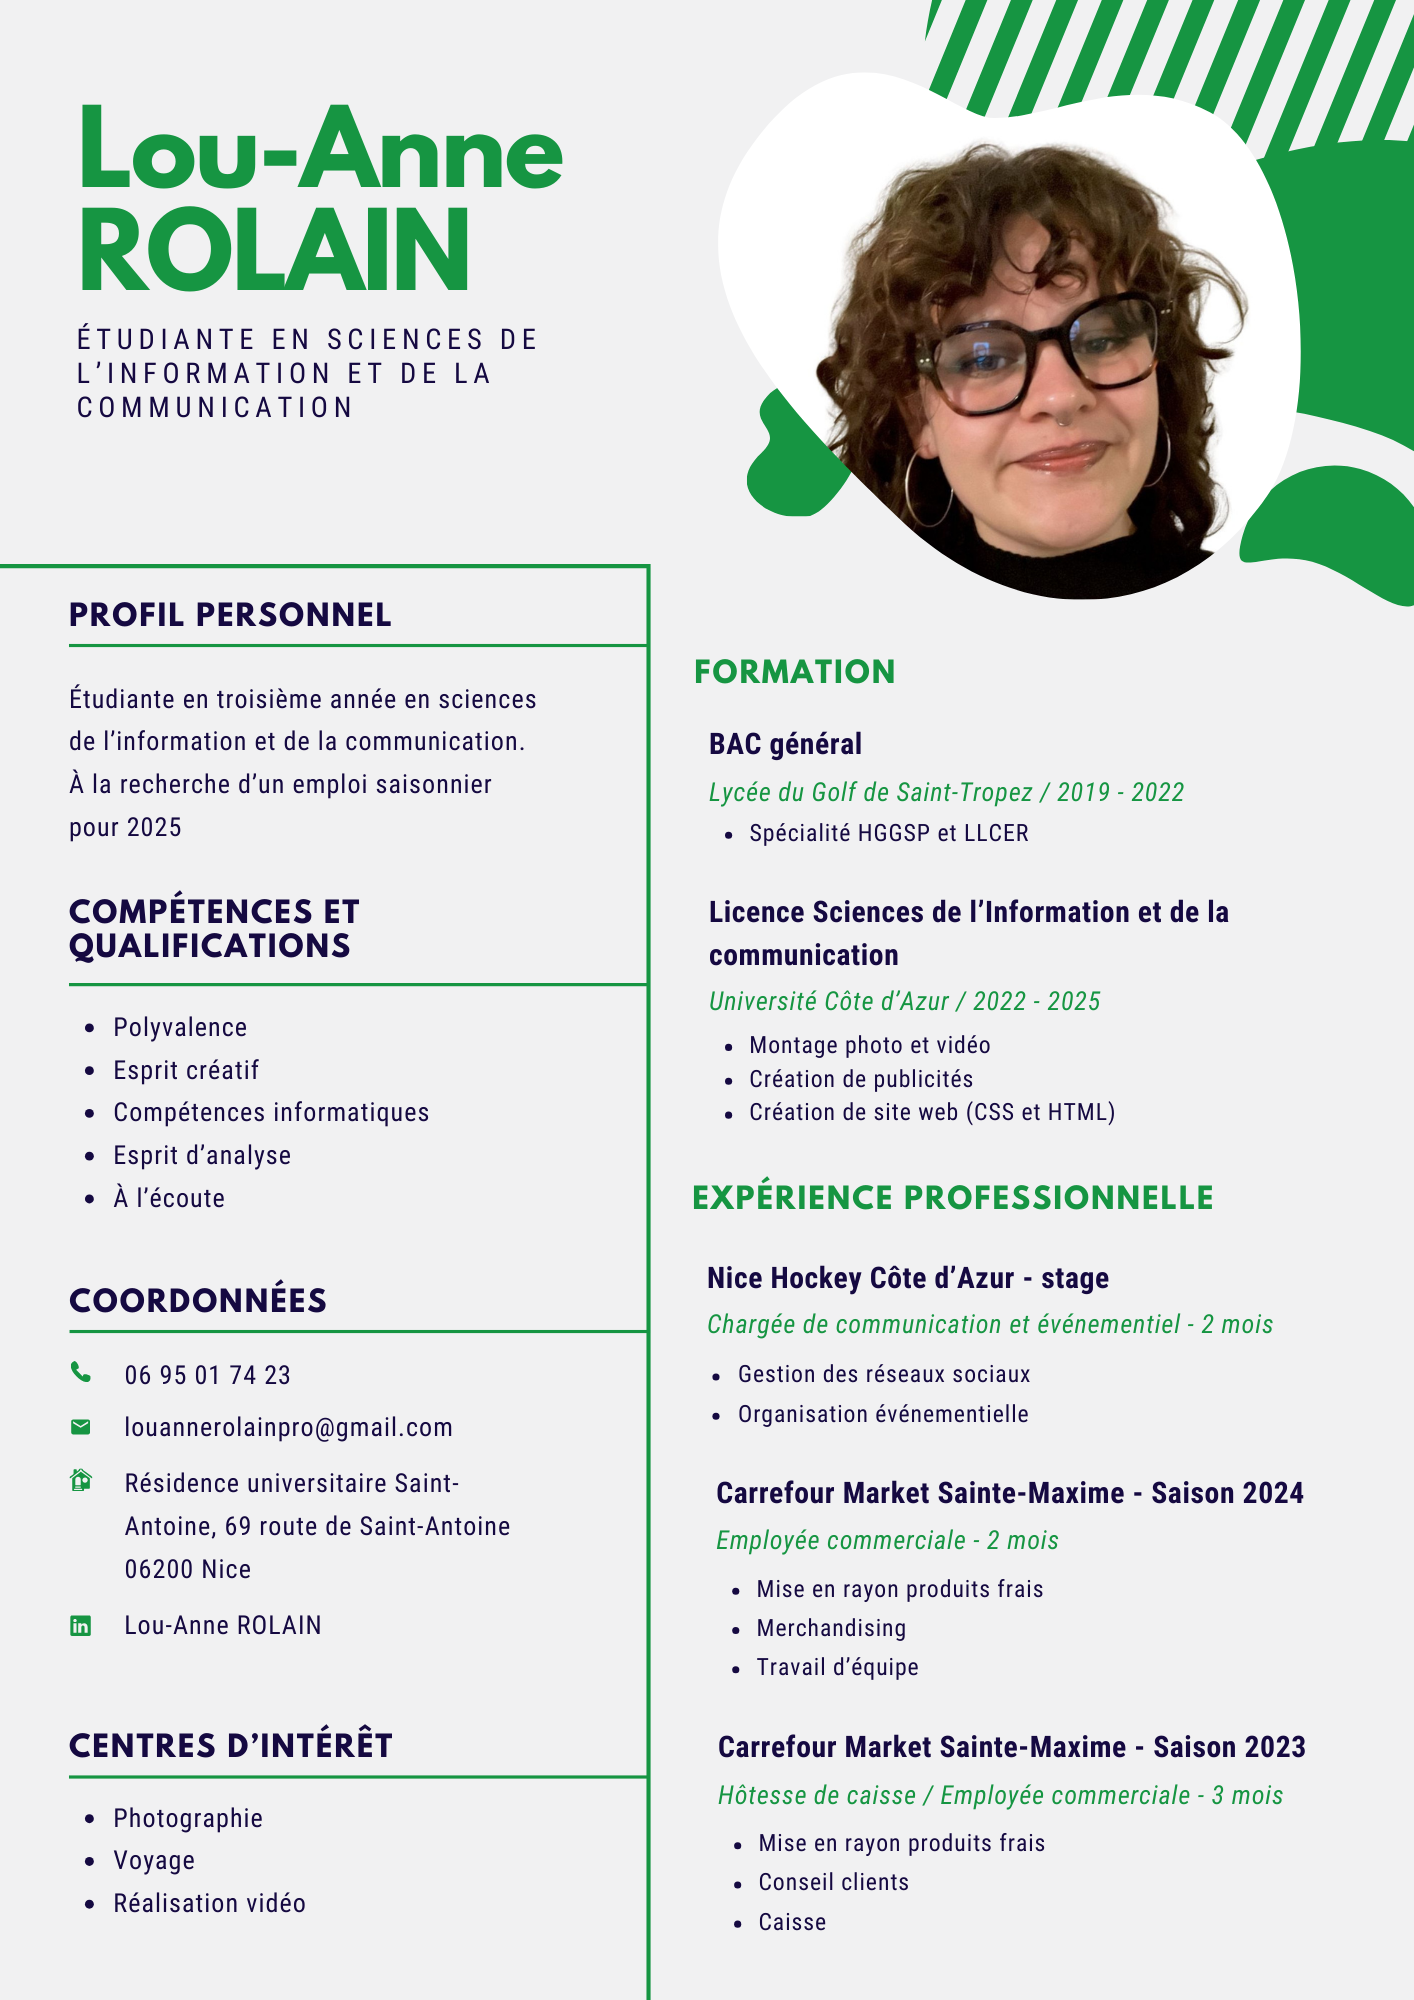 Lou-Anne
ROLAIN
ÉTUDIANTE EN SCIENCES DE
L’INFORMATION ET DE LA
COMMUNICATION
PROFIL PERSONNEL
Étudiante en troisième année en sciences
de l’information et de la communication.
À la recherche d’un emploi saisonnier
pour 2025
COMPÉTENCES ET
QUALIFICATIONS
• Polyvalence
• Esprit créatif
• Compétences informatiques
• Esprit d’analyse
• À l’écoute
COORDONNÉES
06 95 01 74 23
louannerolainpro@gmail.com
Résidence universitaire Saint-
Antoine, 69 route de Saint-Antoine
06200 Nice
in
Lou-Anne ROLAIN
CENTRES D’INTÉRÊT
• Photographie
• Voyage
• Réalisation vidéo
FORMATION
BAC général
Lycée du Golf de Saint-Tropez / 2019 - 2022
• Spécialité HGGSP et LLCER
Licence Sciences de l’Information et de la
communication
Université Côte d’Azur / 2022 - 2025
• Montage photo et vidéo
• Création de publicités
• Création de site web (CSS et HTML)
EXPÉRIENCE PROFESSIONNELLE
Nice Hockey Côte d’Azur - stage
Chargée de communication et événementiel - 2 mois
• Gestion des réseaux sociaux
• Organisation événementielle
Carrefour Market Sainte-Maxime - Saison 2024
Employée commerciale - 2 mois
• Mise en rayon produits frais
• Merchandising
• Travail d’équipe
Carrefour Market Sainte-Maxime - Saison 2023
Hôtesse de caisse / Employée commerciale - 3 mois
• Mise en rayon produits frais
• Conseil clients
• Caisse